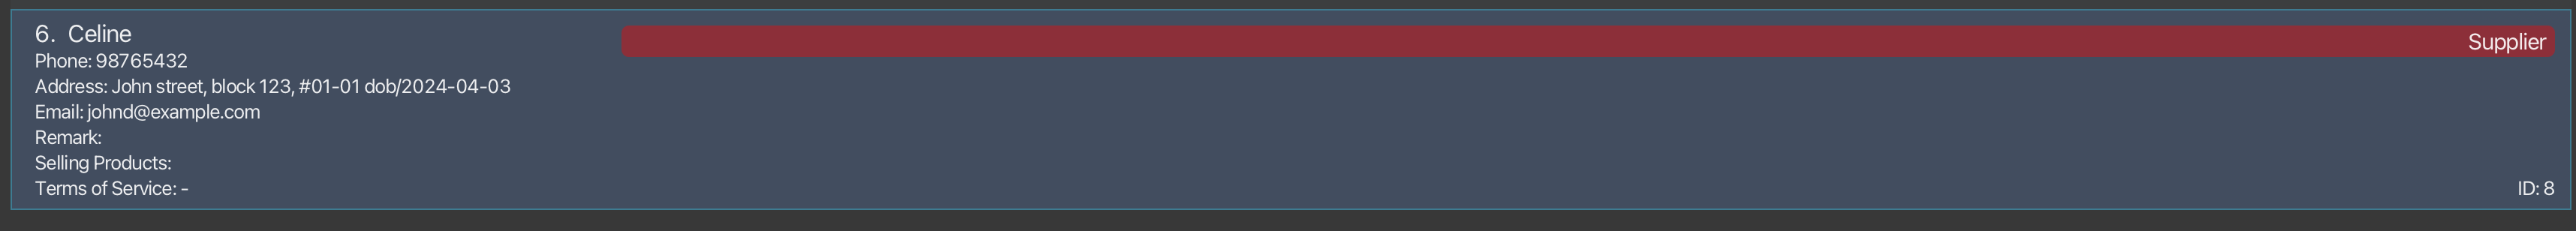 6. Celine
Supplier
Phone: 98765432
Address: John street, block 123, #01-01 dob/2024-04-03
Email: johnd@example.com
Remark:
Selling Products:
Terms of Service: -
ID: 8